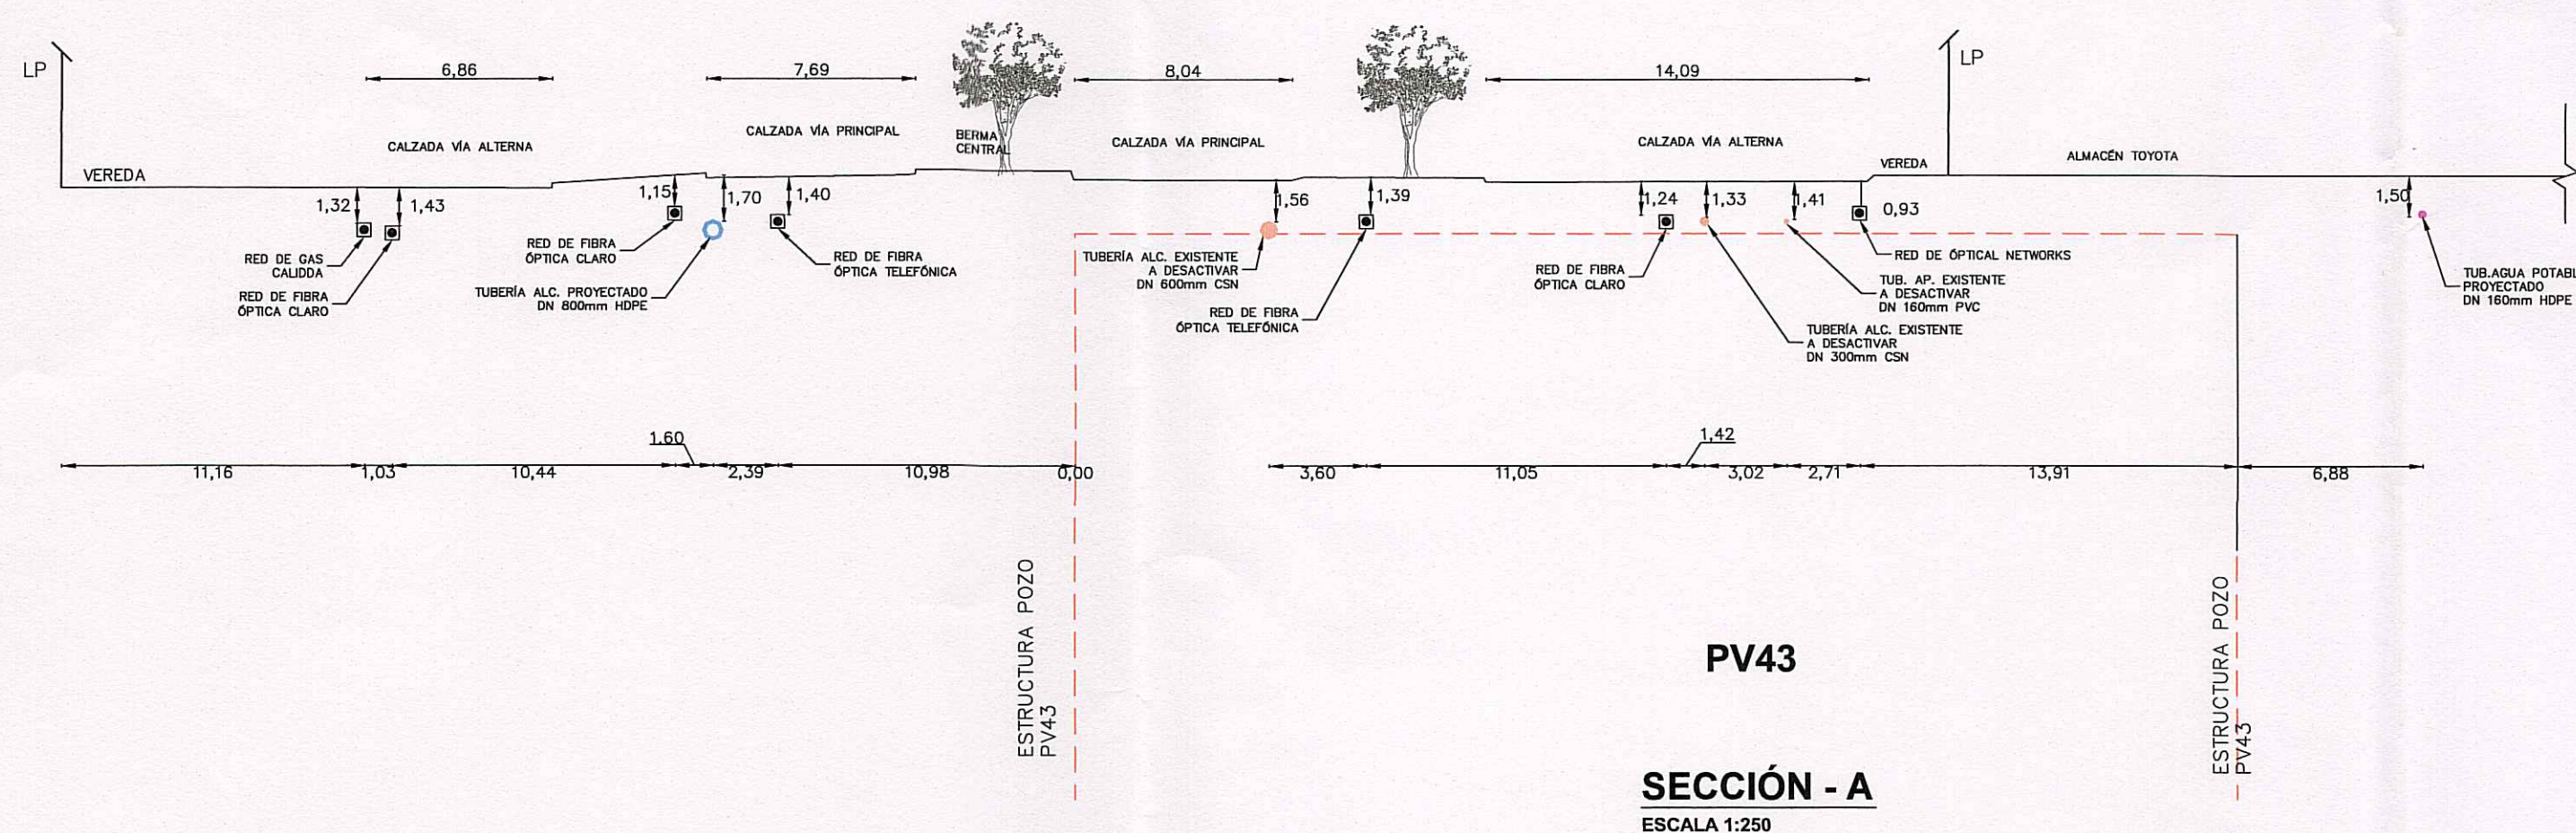 LP
6,86
7,69
8,04
14,09
LP
VEREDA
CALZADA VÍA ALTERNA
CALZADA VÍA PRINCIPAL
BERMA
CENTRAL
CALZADA VÍA PRINCIPAL
CALZADA VÍA ALTERNA
VEREDA
ALMACÉN TOYOTA
1,32
1,43
1,15
1,70
1,40
1,56
1,39
1,24
1,33
1,41
0,93
1,50
RED DE GAS
CALIDDA
RED DE FIBRA
ÓPTICA CLARO
RED DE FIBRA
ÓPTICA CLARO
TUBERÍA ALC. PROYECTADO
DN 800mm HDPE
RED DE FIBRA
ÓPTICA TELEFÓNICA
TUBERÍA ALC. EXISTENTE
A DESACTIVAR
DN 600mm CSN
RED DE FIBRA
ÓPTICA TELEFÓNICA
RED DE FIBRA
ÓPTICA CLARO
RED DE ÓPTICAL NETWORKS
TUB. AP. EXISTENTE
A DESACTIVAR
DN 160mm PVC
TUBERÍA ALC. EXISTENTE
A DESACTIVAR
DN 300mm CSN
TUB.AGUA POTABL
PROYECTADO
DN 160mm HDPE
11,16
1,03
10,44
1,60
2,39
10,98
0,00
3,60
11,05
1,42
3,02
2,71
13,91
6,88
ESTRUCTURA POZO
PV43
ESTRUCTURA POZO
PV43
PV43
SECCIÓN - A
ESCALA 1:250